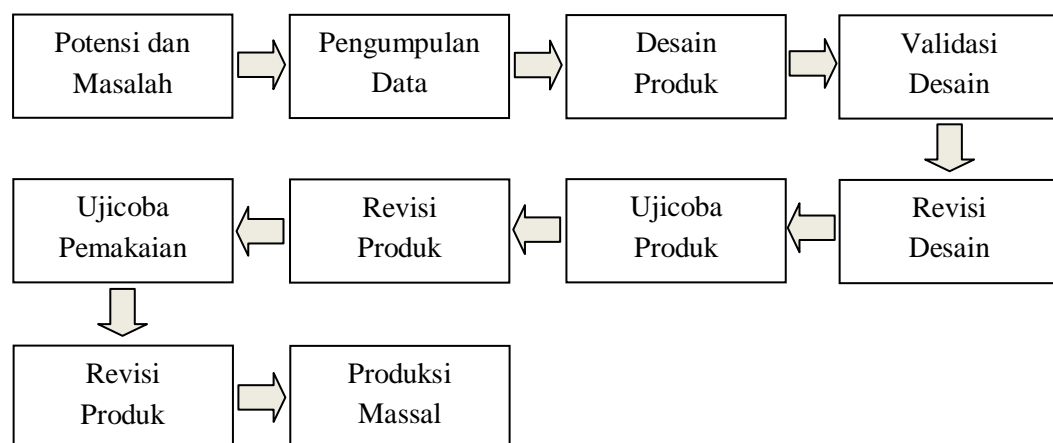 Potensi dan
Masalah
Pengumpulan
Data
Desain
Produk
Validasi
Desain
Revisi
Desain
Ujicoba
Produk
Revisi
Produk
Ujicoba
Pemakaian
Revisi
Produk
Produksi
Massal